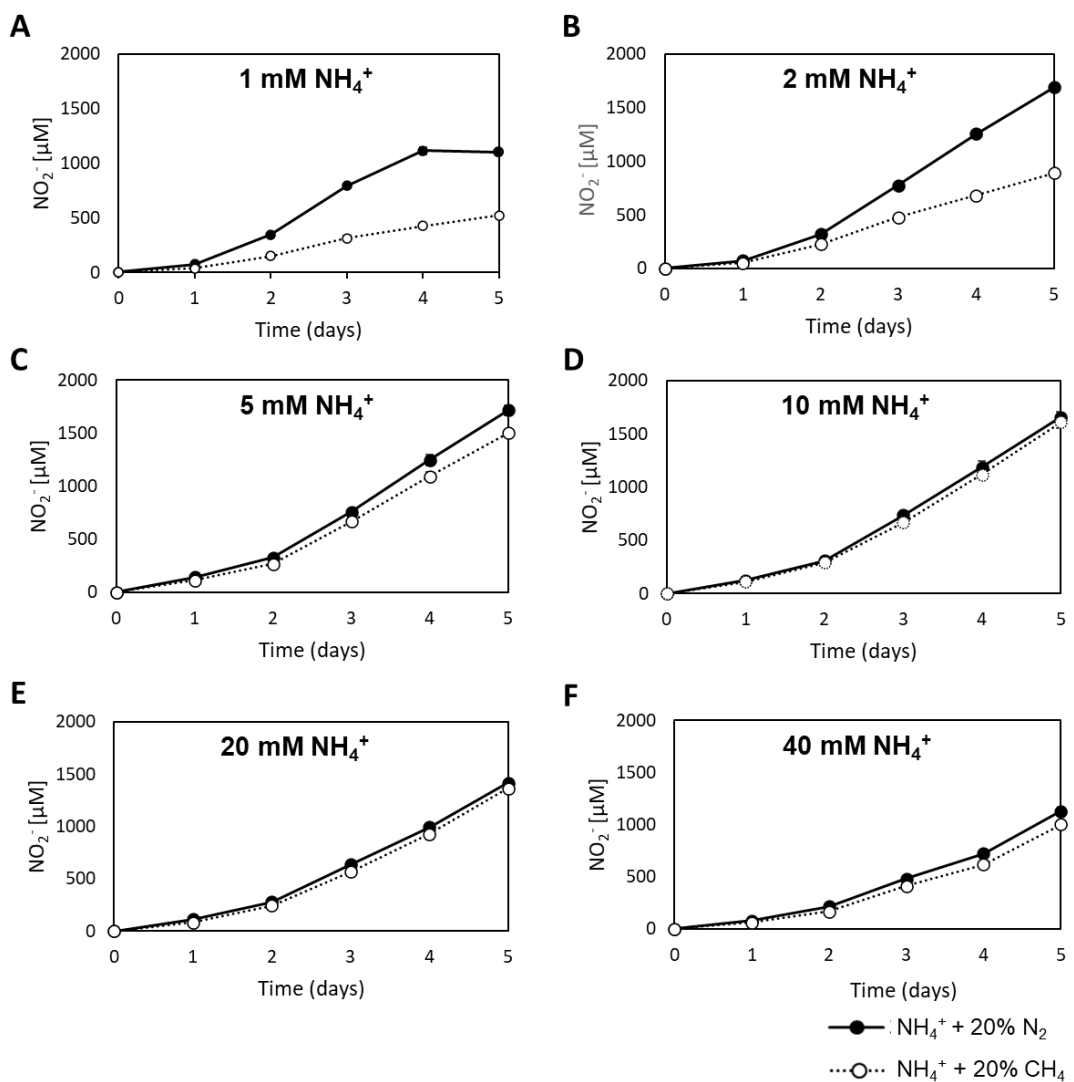 A
1 mM NH₄⁺
NO₂⁻ [µM]
2000
1500
1000
500
0
0 1 2 3 4 5
Time (days)
B
2 mM NH₄⁺
NO₂⁻ [µM]
2000
1500
1000
500
0
0 1 2 3 4 5
Time (days)
C
5 mM NH₄⁺
NO₂⁻ [µM]
2000
1500
1000
500
0
0 1 2 3 4 5
Time (days)
D
10 mM NH₄⁺
NO₂⁻ [µM]
2000
1500
1000
500
0
0 1 2 3 4 5
Time (days)
E
20 mM NH₄⁺
NO₂⁻ [µM]
2000
1500
1000
500
0
0 1 2 3 4 5
Time (days)
F
40 mM NH₄⁺
NO₂⁻ [µM]
2000
1500
1000
500
0
0 1 2 3 4 5
Time (days)
NH₄⁺ + 20% N₂
NH₄⁺ + 20% CH₄